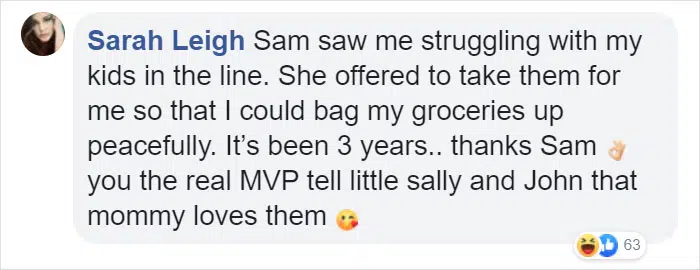 Sarah Leigh Sam saw me struggling with my
kids in the line. She offered to take them for
me so that I could bag my groceries up
peacefully. It’s been 3 years.. thanks Sam 👌🏻
you the real MVP tell little sally and John that
mommy loves them 😘
63